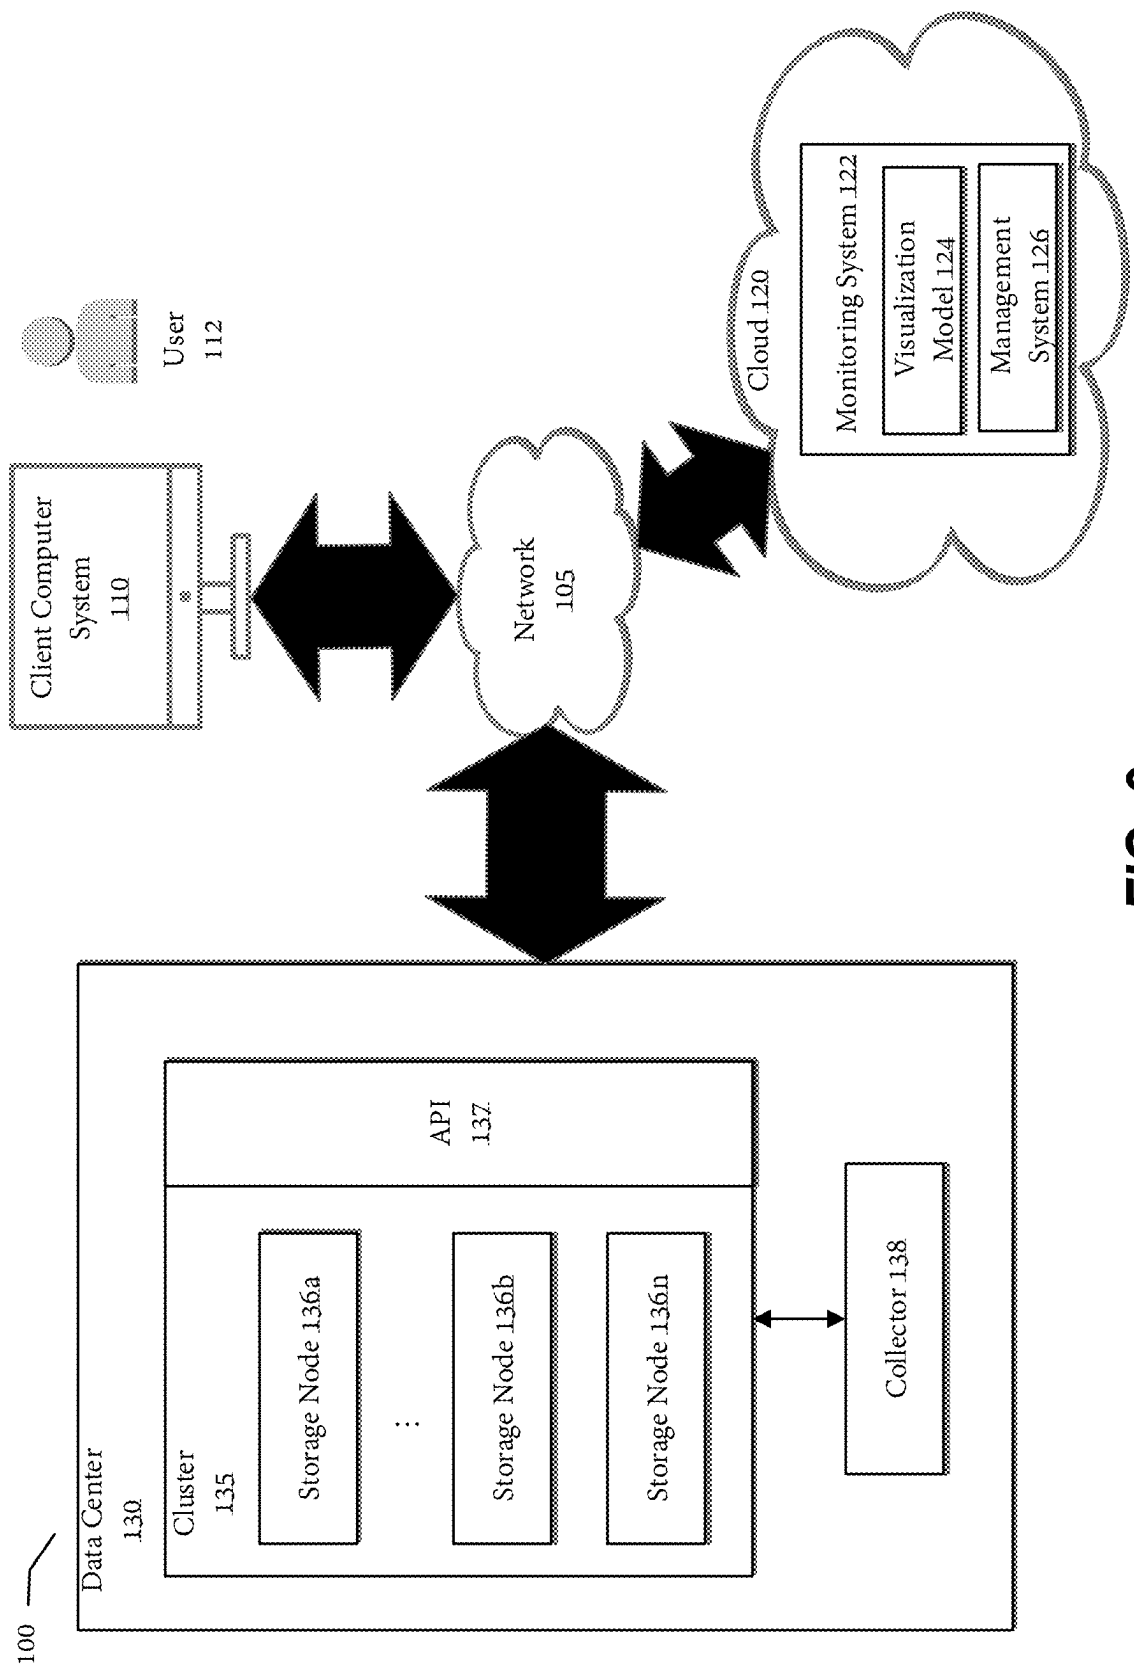 100
Data Center
130
Cluster
135
Storage Node 136a
⋮
Storage Node 136b
Storage Node 136n
API
137
Collector 138
Client Computer
System
110
User
112
Network
105
Cloud 120
Monitoring System 122
Visualization
Model 124
Management
System 126